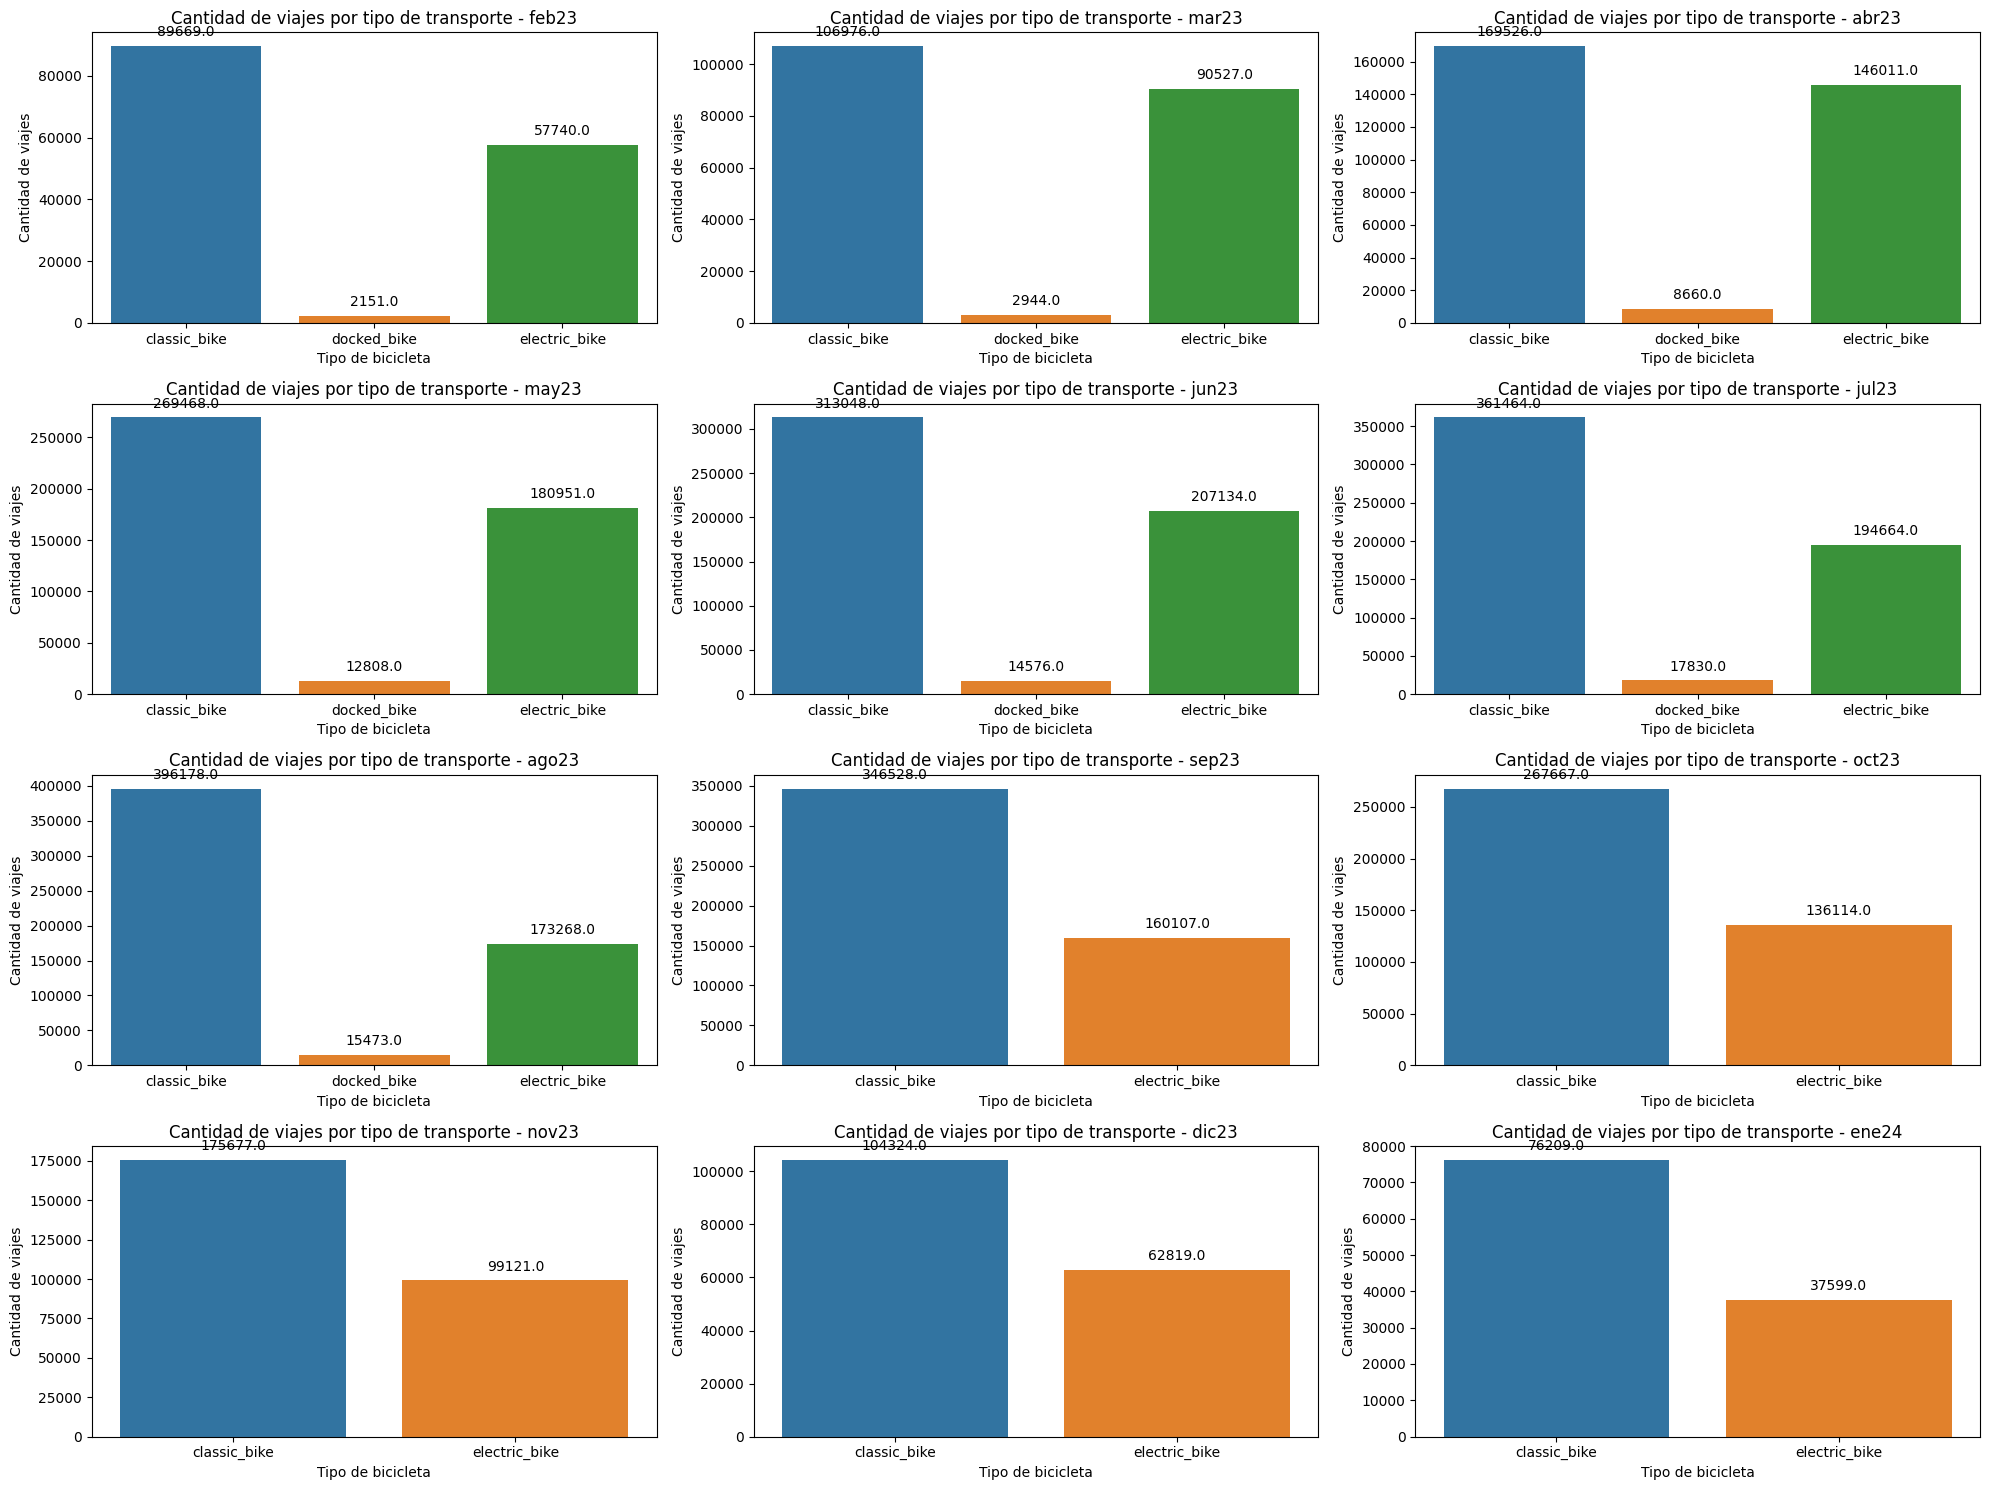 Cantidad de viajes por tipo de transporte - feb23
89669.0
80000
60000
40000
20000
0
2151.0
57740.0
classic_bike
docked_bike
electric_bike
Tipo de bicicleta
Cantidad de viajes
Cantidad de viajes por tipo de transporte - mar23
106976.0
100000
80000
60000
40000
20000
0
2944.0
90527.0
classic_bike
docked_bike
electric_bike
Tipo de bicicleta
Cantidad de viajes
Cantidad de viajes por tipo de transporte - abr23
169526.0
160000
140000
120000
100000
80000
60000
40000
20000
0
8660.0
146011.0
classic_bike
docked_bike
electric_bike
Tipo de bicicleta
Cantidad de viajes
Cantidad de viajes por tipo de transporte - may23
269468.0
250000
200000
150000
100000
50000
0
12808.0
180951.0
classic_bike
docked_bike
electric_bike
Tipo de bicicleta
Cantidad de viajes
Cantidad de viajes por tipo de transporte - jun23
313048.0
300000
250000
200000
150000
100000
50000
0
14576.0
207134.0
classic_bike
docked_bike
electric_bike
Tipo de bicicleta
Cantidad de viajes
Cantidad de viajes por tipo de transporte - jul23
361464.0
350000
300000
250000
200000
150000
100000
50000
0
17830.0
194664.0
classic_bike
docked_bike
electric_bike
Tipo de bicicleta
Cantidad de viajes
Cantidad de viajes por tipo de transporte - ago23
396178.0
400000
350000
300000
250000
200000
150000
100000
50000
0
15473.0
173268.0
classic_bike
docked_bike
electric_bike
Tipo de bicicleta
Cantidad de viajes
Cantidad de viajes por tipo de transporte - sep23
346528.0
350000
300000
250000
200000
150000
100000
50000
0
160107.0
classic_bike
electric_bike
Tipo de bicicleta
Cantidad de viajes
Cantidad de viajes por tipo de transporte - oct23
267667.0
250000
200000
150000
100000
50000
0
136114.0
classic_bike
electric_bike
Tipo de bicicleta
Cantidad de viajes
Cantidad de viajes por tipo de transporte - nov23
175677.0
175000
150000
125000
100000
75000
50000
25000
0
99121.0
classic_bike
electric_bike
Tipo de bicicleta
Cantidad de viajes
Cantidad de viajes por tipo de transporte - dic23
104324.0
100000
80000
60000
40000
20000
0
62819.0
classic_bike
electric_bike
Tipo de bicicleta
Cantidad de viajes
Cantidad de viajes por tipo de transporte - ene24
76209.0
80000
70000
60000
50000
40000
30000
20000
10000
0
37599.0
classic_bike
electric_bike
Tipo de bicicleta
Cantidad de viajes